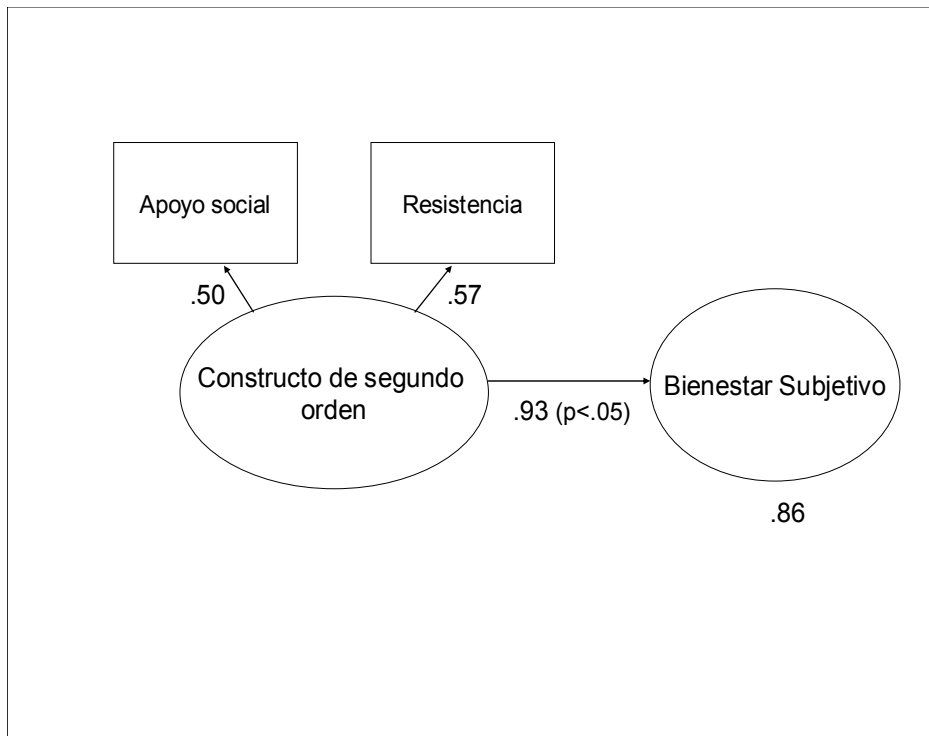 Apoyo social
Resistencia
.50
.57
Constructo de segundo
orden
.93 (p<.05)
Bienestar Subjetivo
.86